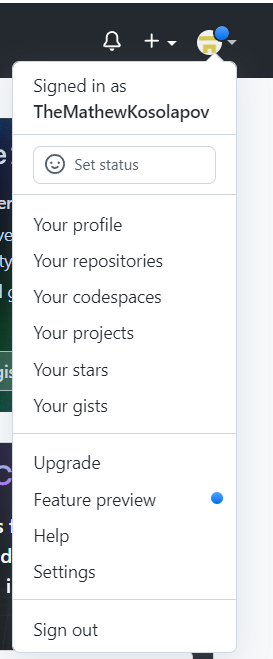 Signed in as
TheMathewKosolapov
Set status
Your profile
Your repositories
Your codespaces
Your projects
Your stars
Your gists
Upgrade
Feature preview
Help
Settings
Sign out